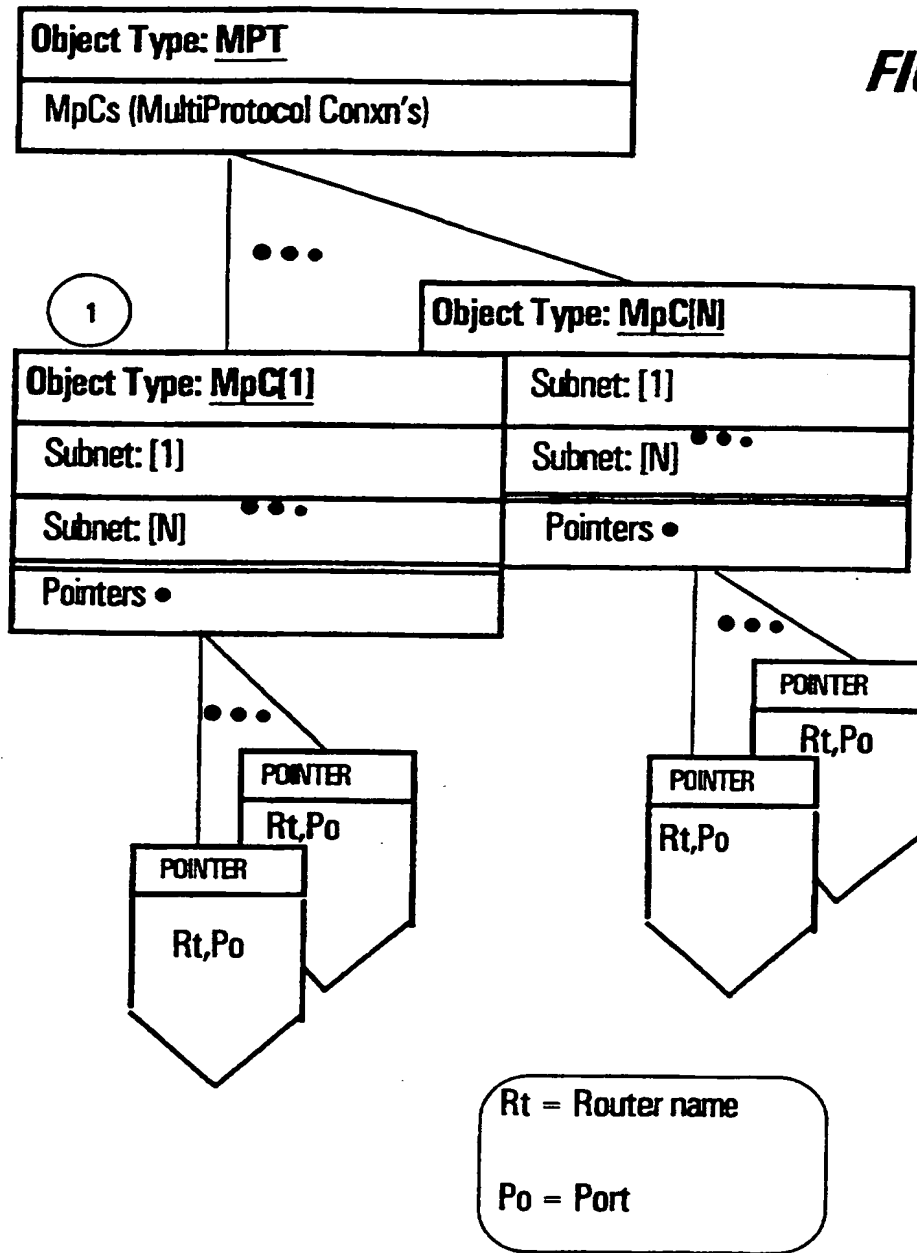 Object Type: MPT
MpCs (MultiProtocol Conxn's)
1
Object Type: MpC[N]
Subnet: [1]
Subnet: [N]
Pointers
Object Type: MpC[1]
Subnet: [1]
Subnet: [N]
Pointers
POINTER
Rt,Po
POINTER
Rt,Po
POINTER
Rt,Po
POINTER
Rt,Po
Rt = Router name
Po = Port